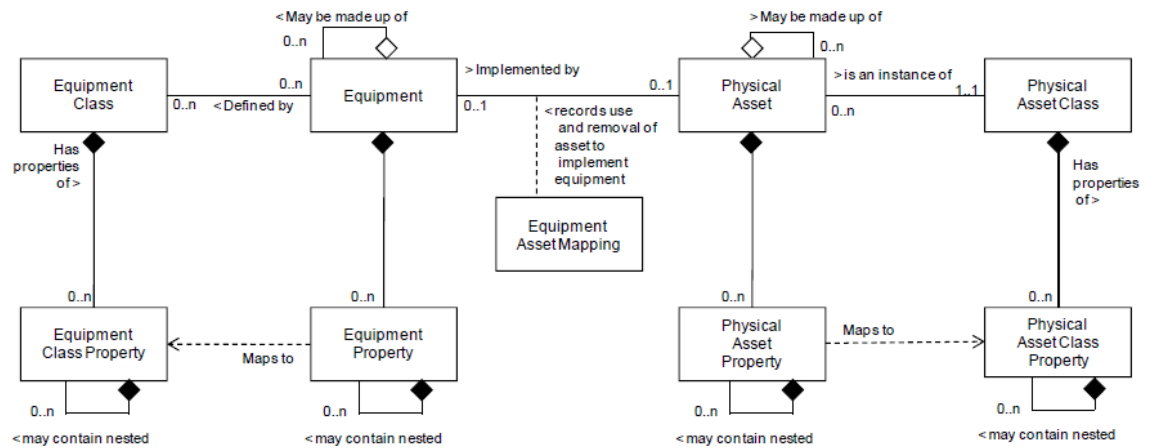 < May be made up of
0..n
> May be made up of
0..n
Equipment
Class
0..n
< Defined by
0..n
Equipment
> Implemented by
0..1
0..1
Physical
Asset
> is an instance of
0..n
1..1
Physical
Asset Class
< records use
and removal of
asset to
implement
equipment
Has
properties
of >
Has
properties
of >
Equipment
Asset Mapping
0..n
0..n
0..n
0..n
Equipment
Class Property
Maps to
Equipment
Property
Physical
Asset
Property
Maps to
Physical
Asset Class
Property
0..n
0..n
0..n
0..n
< may contain nested
< may contain nested
< may contain nested
< may contain nested